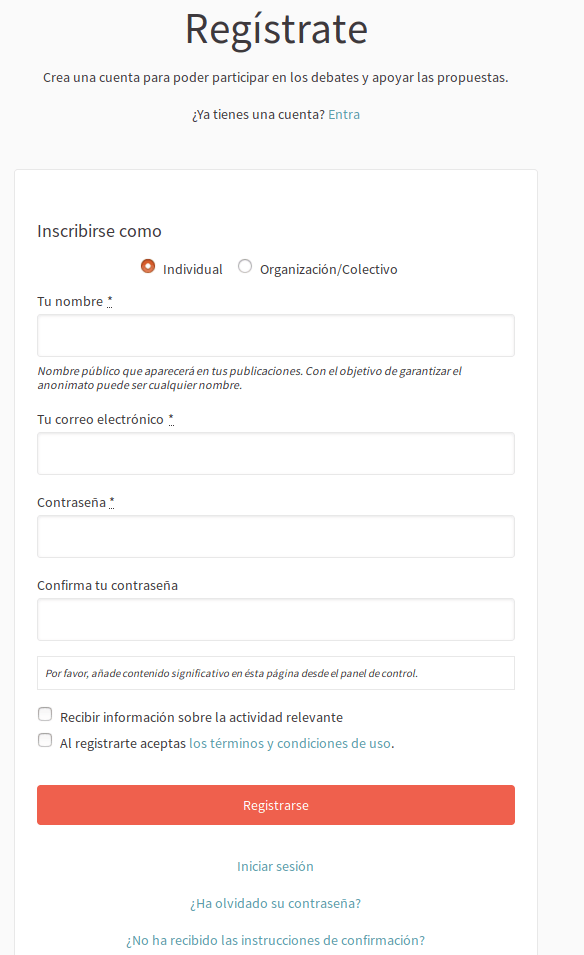 Regístrate
Crea una cuenta para poder participar en los debates y apoyar las propuestas.
¿Ya tienes una cuenta? Entra
Inscribirse como
Individual Organización/Colectivo
Tu nombre *
Nombre público que aparecerá en tus publicaciones. Con el objetivo de garantizar el
anonimato puede ser cualquier nombre.
Tu correo electrónico *
Contraseña *
Confirma tu contraseña
Por favor, añade contenido significativo en ésta página desde el panel de control.
Recibir información sobre la actividad relevante
Al registrarte aceptas los términos y condiciones de uso.
Registrarse
Iniciar sesión
¿Ha olvidado su contraseña?
¿No ha recibido las instrucciones de confirmación?